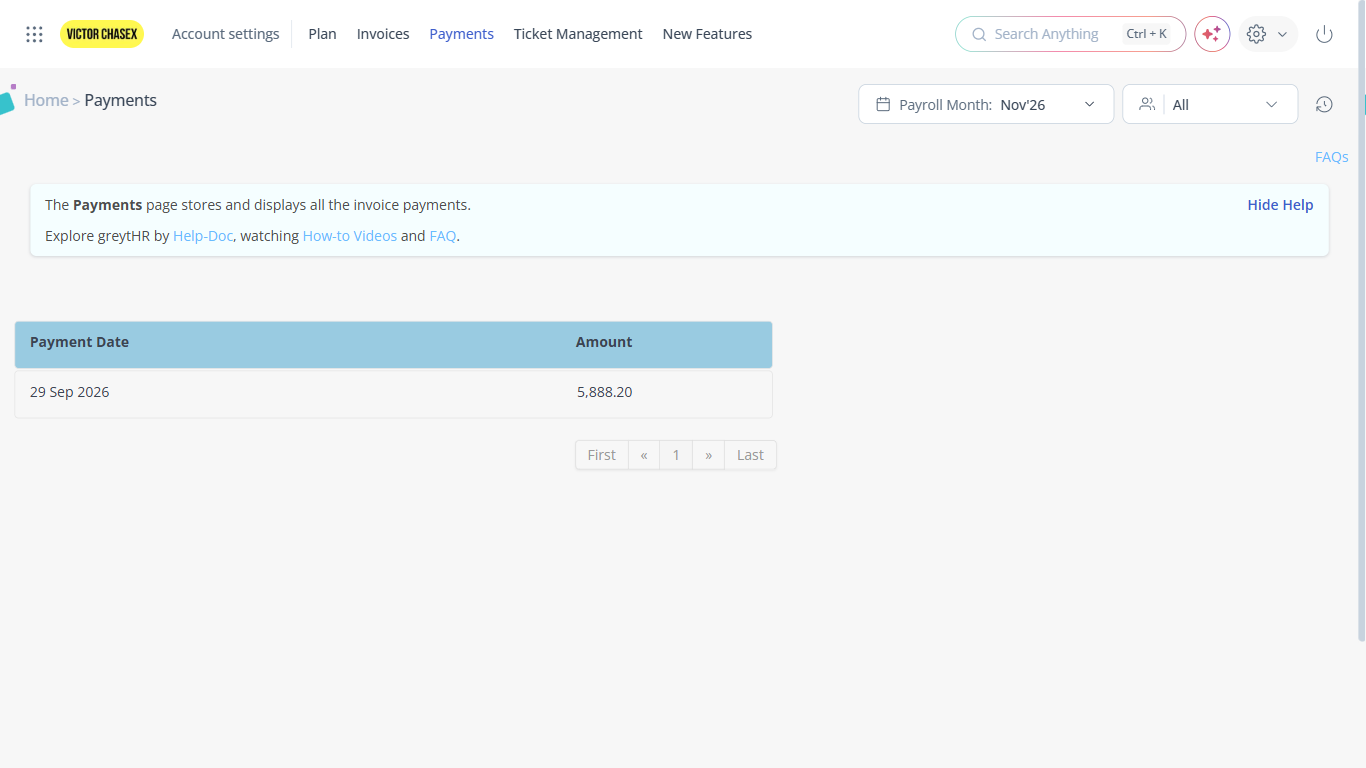 VICTOR CHASEX
Account settings
Plan
Invoices
Payments
Ticket Management
New Features
Search Anything
Ctrl + K
Home > Payments
Payroll Month: Nov'26
All
FAQs
The Payments page stores and displays all the invoice payments.
Hide Help
Explore greytHR by Help-Doc, watching How-to Videos and FAQ.
Payment Date
Amount
29 Sep 2026
5,888.20
First
«
1
»
Last